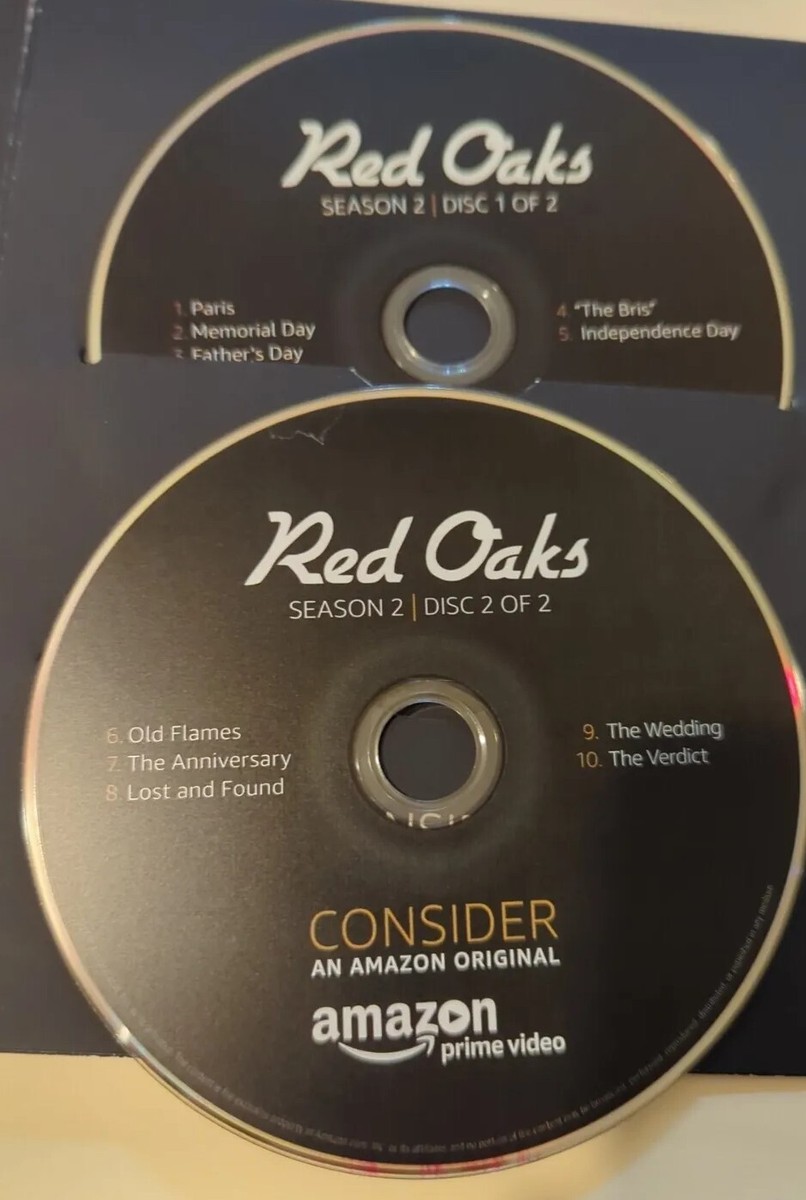 Red Oaks
SEASON 2 | DISC 1 OF 2
1. Paris
2. Memorial Day
3. Father's Day
4. "The Bris"
5. Independence Day
Red Oaks
SEASON 2 | DISC 2 OF 2
6. Old Flames
7. The Anniversary
8. Lost and Found
9. The Wedding
10. The Verdict
CONSIDER
AN AMAZON ORIGINAL
amazon
prime video